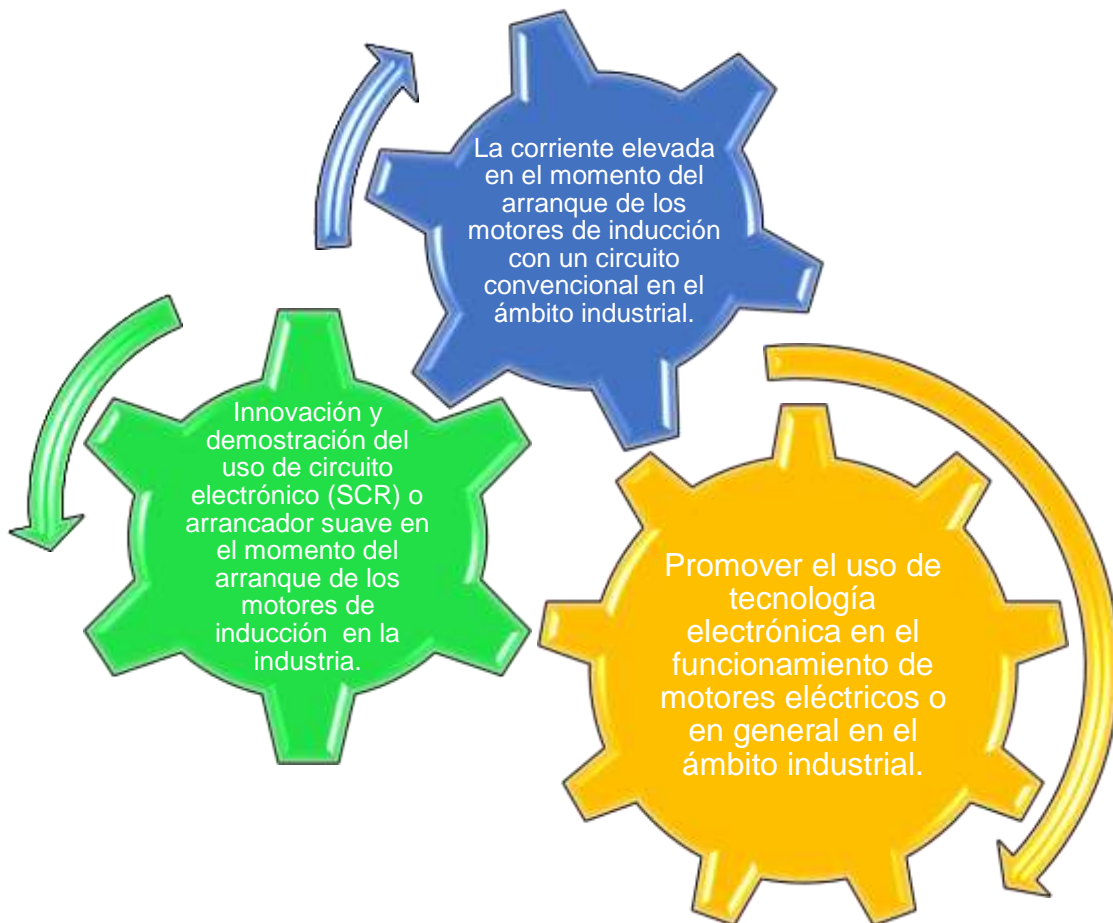 La corriente elevada
en el momento del
arranque de los
motores de inducción
con un circuito
convencional en el
ámbito industrial.
Innovación y
demostración del
uso de circuito
electrónico (SCR) o
arrancador suave en
el momento del
arranque de los
motores de
inducción en la
industria.
Promover el uso de
tecnología
electrónica en el
funcionamiento de
motores eléctricos o
en general en el
ámbito industrial.